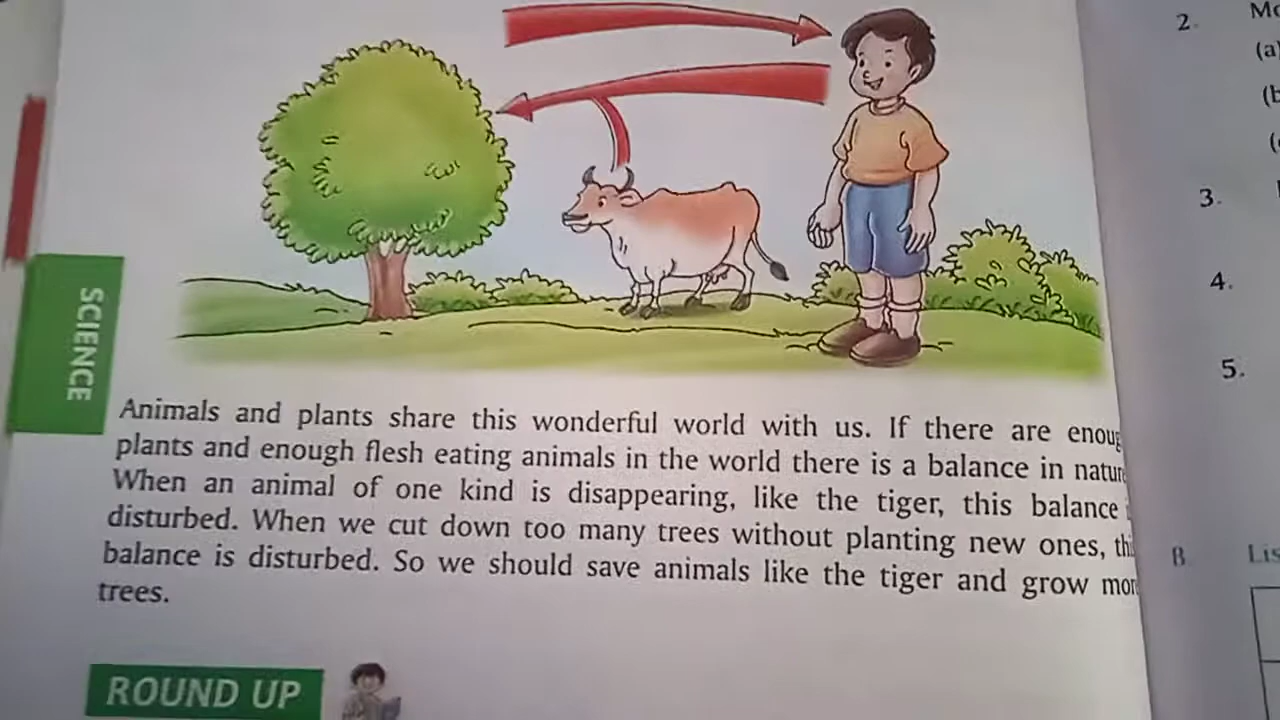 SCIENCE
Animals and plants share this wonderful world with us. If there are
plants and enough flesh eating animals in the world there is a balance in
When an animal of one kind is disappearing, like the tiger, this balance
disturbed. When we cut down too many trees without planting new ones,
balance is disturbed. So we should save animals like the tiger and grow
trees.
ROUND UP
2.
(a)
3.
4.
5.
B.